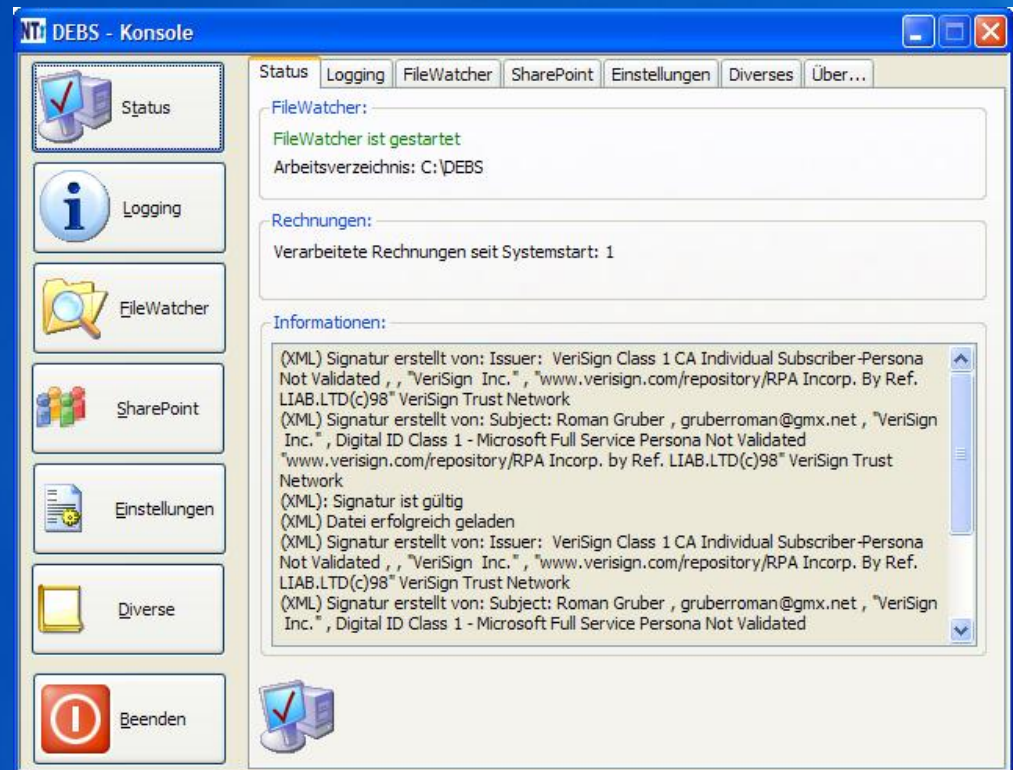 NT: DEBS - Konsole
Status
Logging
FileWatcher
SharePoint
Einstellungen
Diverse
Beenden
Status Logging FileWatcher SharePoint Einstellungen Diverses Über...
FileWatcher:
FileWatcher ist gestartet
Arbeitsverzeichnis: C:\DEBS
Rechnungen:
Verarbeitete Rechnungen seit Systemstart: 1
Informationen:
(XML) Signatur erstellt von: Issuer:  VeriSign Class 1 CA Individual Subscriber-Persona
Not Validated , , "VeriSign  Inc." , "www.verisign.com/repository/RPA Incorp. By Ref.
LIAB.LTD(c)98" VeriSign Trust Network
(XML) Signatur erstellt von: Subject: Roman Gruber , gruberroman@gmx.net , "VeriSign
Inc." , Digital ID Class 1 - Microsoft Full Service Persona Not Validated
"www.verisign.com/repository/RPA Incorp. by Ref. LIAB.LTD(c)98" VeriSign Trust
Network
(XML): Signatur ist gültig
(XML) Datei erfolgreich geladen
(XML) Signatur erstellt von: Issuer:  VeriSign Class 1 CA Individual Subscriber-Persona
Not Validated , , "VeriSign  Inc." , "www.verisign.com/repository/RPA Incorp. By Ref.
LIAB.LTD(c)98" VeriSign Trust Network
(XML) Signatur erstellt von: Subject: Roman Gruber , gruberroman@gmx.net , "VeriSign
Inc." , Digital ID Class 1 - Microsoft Full Service Persona Not Validated